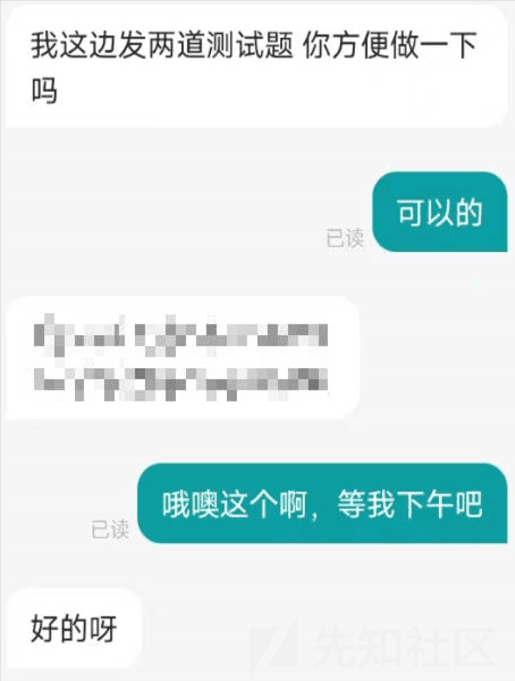 我这边发两道测试题 你方便做一下
吗
可以的
已读
哦噢这个啊，等我下午吧
已读
好的呀
先知社区